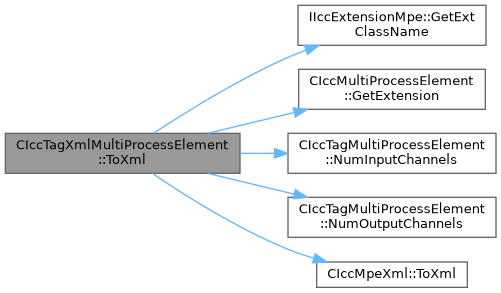 IIccExtensionMpe::GetExt
ClassName
CIccMultiProcessElement
::GetExtension
CIccTagXmlMultiProcessElement
::ToXml
CIccTagMultiProcessElement
::NumInputChannels
CIccTagMultiProcessElement
::NumOutputChannels
CIccMpeXml::ToXml